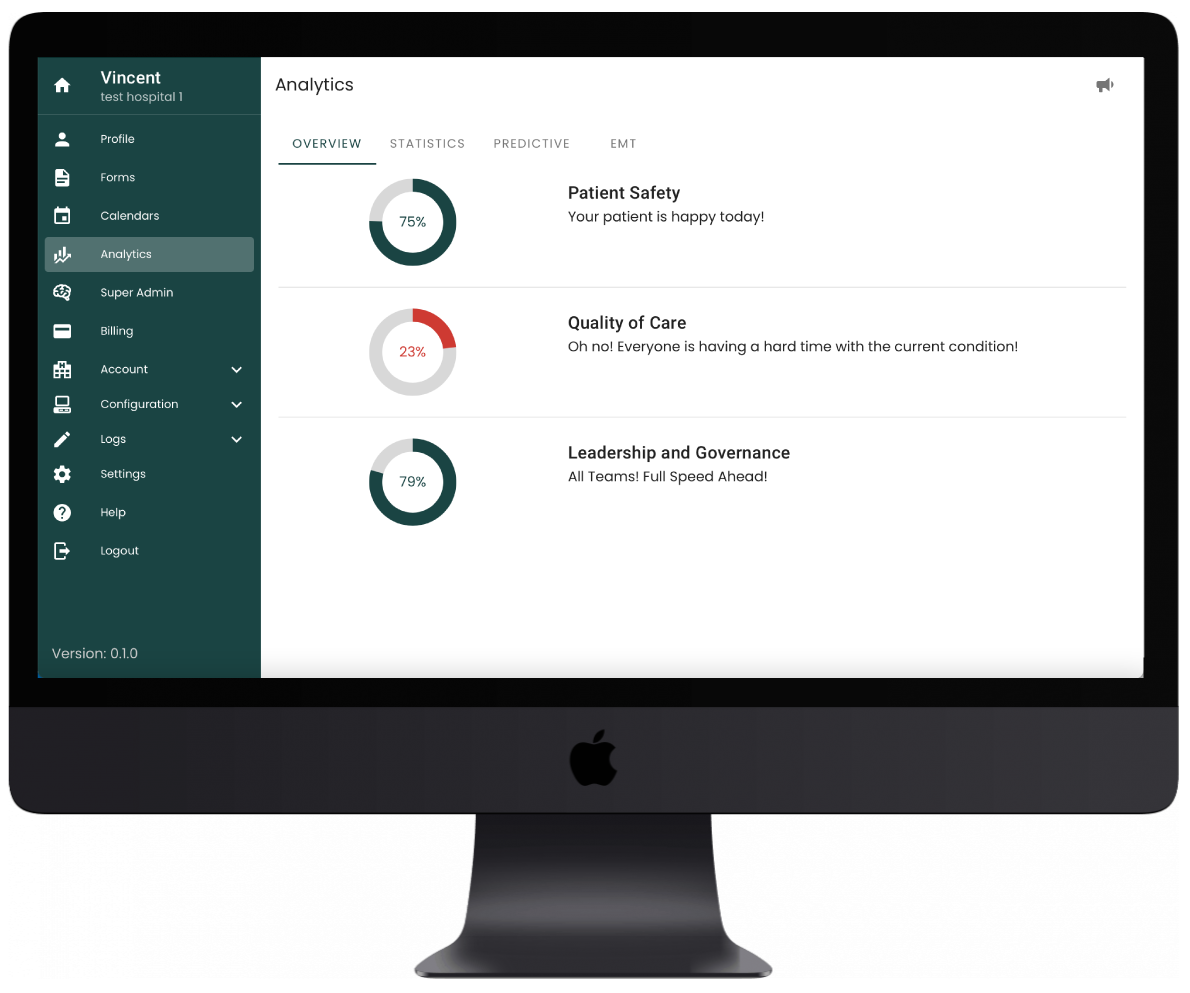 Vincent
test hospital 1
Profile
Forms
Calendars
Analytics
Super Admin
Billing
Account
Configuration
Logs
Settings
Help
Logout
Version: 0.1.0
Analytics
OVERVIEW STATISTICS PREDICTIVE EMT
75%
Patient Safety
Your patient is happy today!
23%
Quality of Care
Oh no! Everyone is having a hard time with the current condition!
79%
Leadership and Governance
All Teams! Full Speed Ahead!